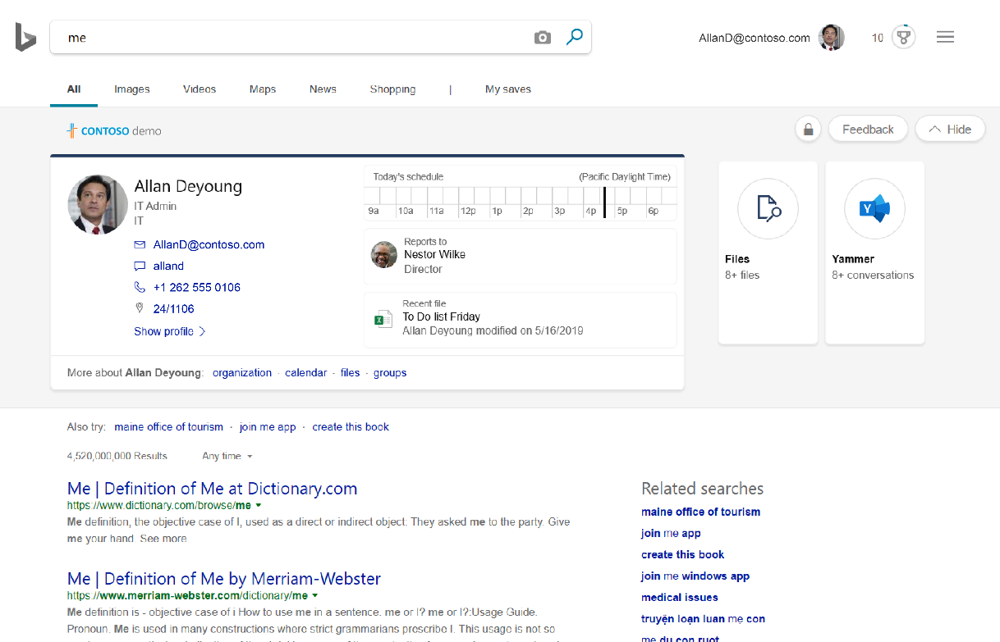 me
AllanD@contoso.com
10
All
Images
Videos
Maps
News
Shopping
|
My saves
CONTOSO demo
Feedback
Hide
Allan Deyoung
IT Admin
IT
AllanD@contoso.com
alland
+1 262 555 0106
24/1106
Show profile
Today's schedule
(Pacific Daylight Time)
9a 10a 11a 12p 1p 2p 3p 4p 5p 6p
Reports to
Nestor Wilke
Director
Recent file
To Do list Friday
Allan Deyoung modified on 5/16/2019
More about Allan Deyoung: organization · calendar · files · groups
Files
8+ files
Yammer
8+ conversations
Also try: maine office of tourism · join me app · create this book
4,520,000,000 Results
Any time
Me | Definition of Me at Dictionary.com
https://www.dictionary.com/browse/me
Me definition, the objective case of I, used as a direct or indirect object: They asked me to the party. Give
me your hand. See more.
Me | Definition of Me by Merriam-Webster
https://www.merriam-webster.com/dictionary/me
Me definition is - objective case of i How to use me in a sentence. me or I? me or I?:Usage Guide.
Pronoun. Me is used in many constructions where strict grammarians prescribe I. This usage is not so
Related searches
maine office of tourism
join me app
create this book
join me windows app
medical issues
truyện loạn luan mẹ con